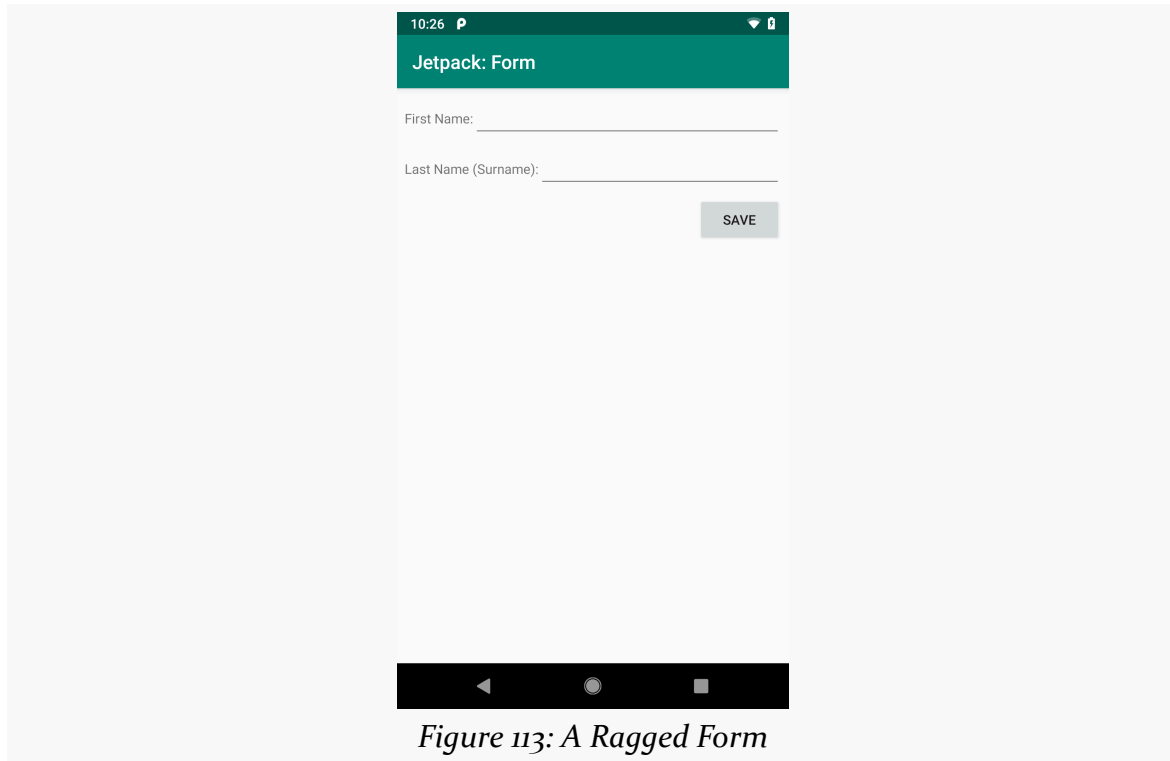 10:26
Jetpack: Form
First Name:
Last Name (Surname):
SAVE
Figure 113: A Ragged Form